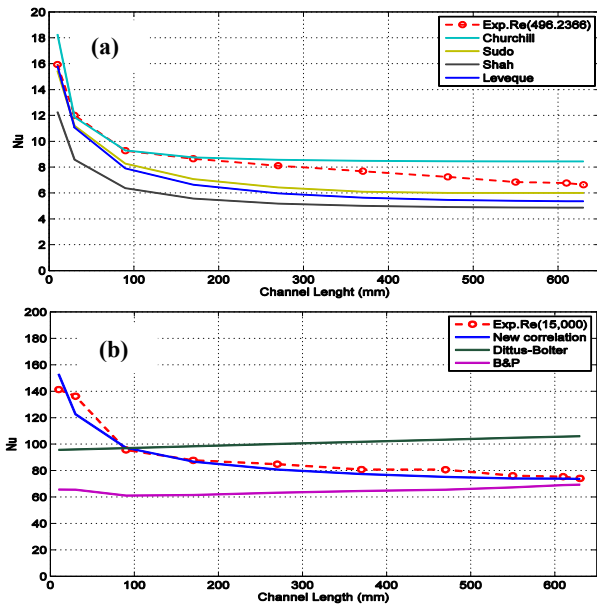 (a)
Exp.Re(496.2366)
Churchill
Sudo
Shah
Leveque
Nu
20
18
16
14
12
10
8
6
4
2
0
0 100 200 300 400 500 600
Channel Lenght (mm)
(b)
Exp.Re(15,000)
New correlation
Dittus-Bolter
B&P
Nu
200
180
160
140
120
100
80
60
40
20
0
0 100 200 300 400 500 600
Channel Length (mm)